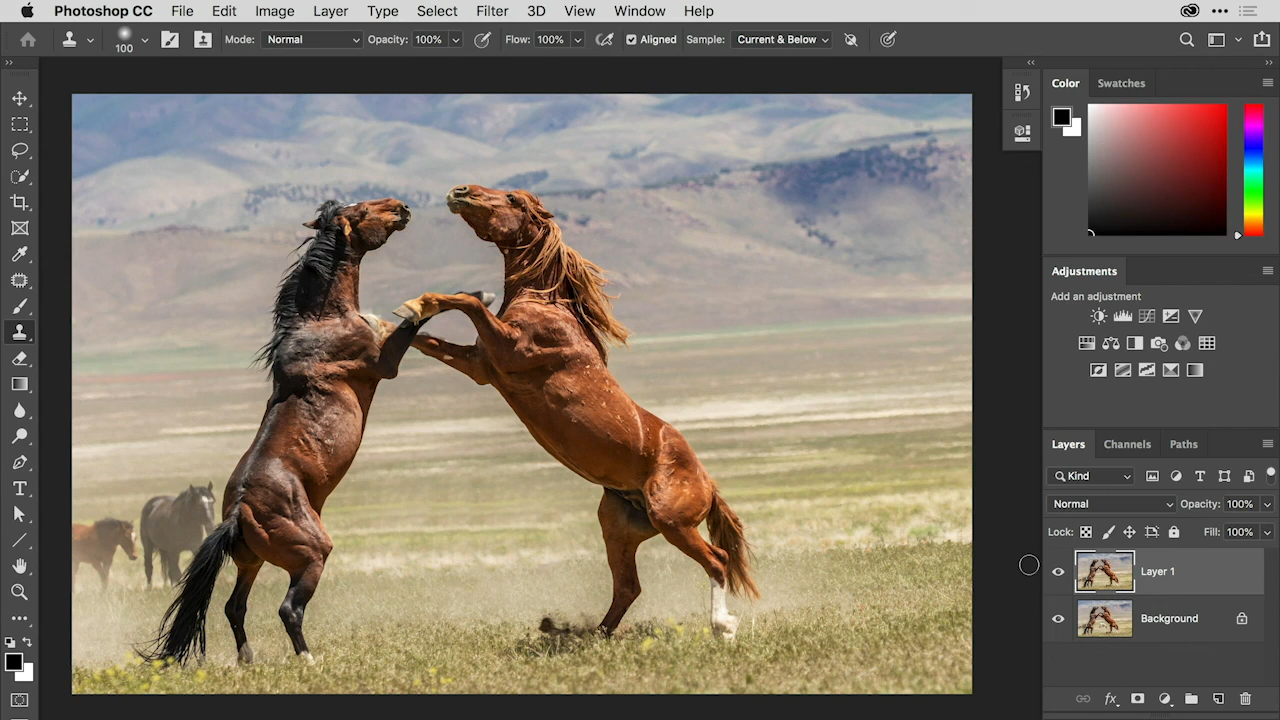 Photoshop CC File Edit Image Layer Type Select Filter 3D View Window Help
100 Mode: Normal Opacity: 100% Flow: 100% Aligned Sample: Current & Below
Color Swatches
Adjustments
Add an adjustment
Layers Channels Paths
Kind
Normal Opacity: 100%
Lock: Fill: 100%
Layer 1
Background